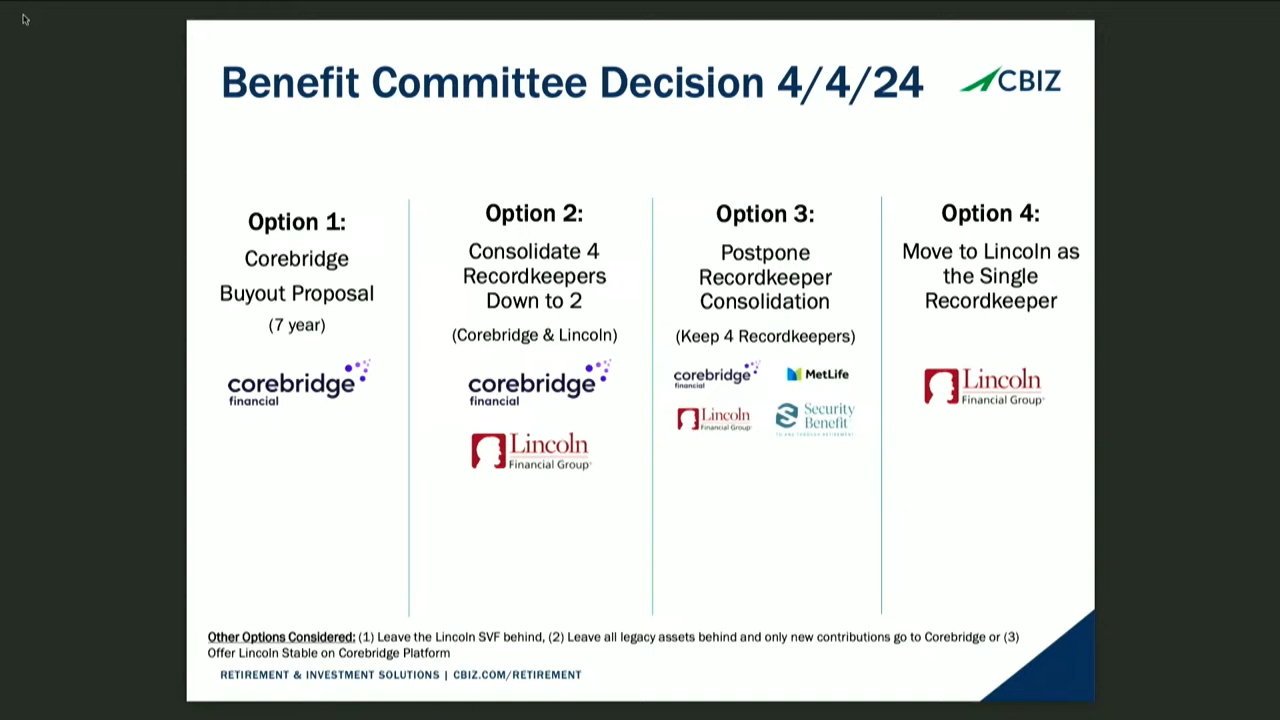 Benefit Committee Decision 4/4/24
CBIZ
Option 1:
Corebridge
Buyout Proposal
(7 year)
corebridge
financial
Option 2:
Consolidate 4
Recordkeepers
Down to 2
(Corebridge & Lincoln)
corebridge
financial
Lincoln
Financial Group
Option 3:
Postpone
Recordkeeper
Consolidation
(Keep 4 Recordkeepers)
corebridge
financial
MetLife
Lincoln
Financial Group
Security
Benefit
TO AND THROUGH RETIREMENT
Option 4:
Move to Lincoln as
the Single
Recordkeeper
Lincoln
Financial Group
Other Options Considered: (1) Leave the Lincoln SVF behind, (2) Leave all legacy assets behind and only new contributions go to Corebridge or (3)
Offer Lincoln Stable on Corebridge Platform
RETIREMENT & INVESTMENT SOLUTIONS | CBIZ.COM/RETIREMENT